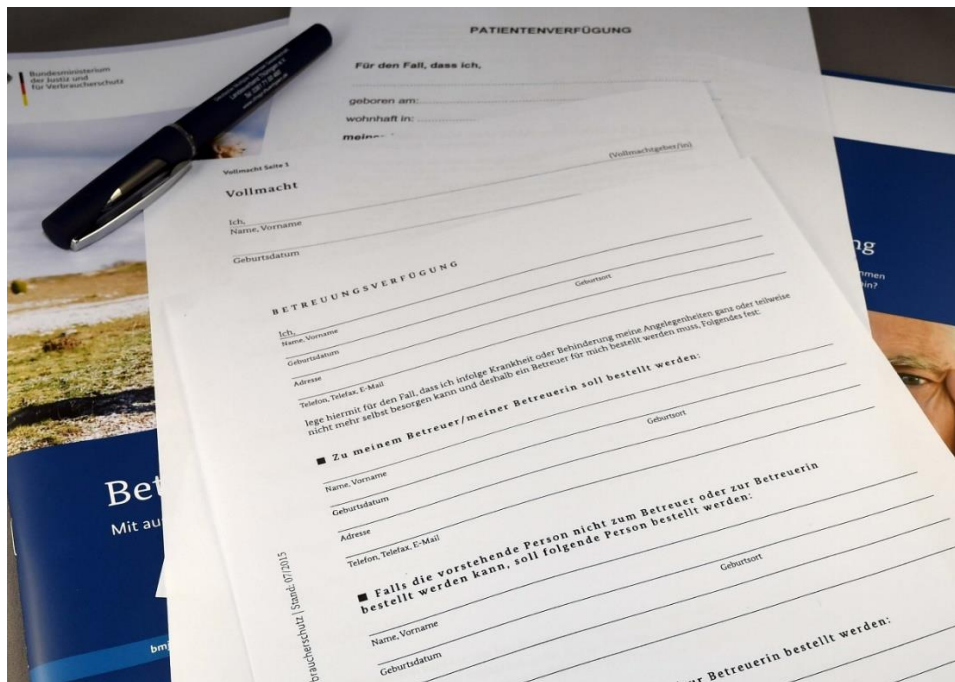 Bundesministerium
der Justiz und
für Verbraucherschutz
PATIENTENVERFÜGUNG
Für den Fall, dass ich,
geboren am:
wohnhaft in:
Vollmacht Seite 1
(Vollmachtgeber/in)
Vollmacht
Ich,
Name, Vorname
Geburtsdatum
BETREUUNGSVERFÜGUNG
Ich,
Name, Vorname
Geburtsdatum
Geburtsort
Adresse
Telefon, Telefax, E-Mail
lege hiermit für den Fall, dass ich infolge Krankheit oder Behinderung meine Angelegenheiten ganz oder teilweise
nicht mehr selbst besorgen kann und deshalb ein Betreuer für mich bestellt werden muss, Folgendes fest:
■ Zu meinem Betreuer/meiner Betreuerin soll bestellt werden:
Name, Vorname
Geburtsdatum
Geburtsort
Adresse
Telefon, Telefax, E-Mail
■ Falls die vorstehende Person nicht zum Betreuer oder zur Betreuerin
bestellt werden kann, soll folgende Person bestellt werden:
Name, Vorname
Geburtsdatum
Geburtsort
zur Betreuerin bestellt werden:
braucherschutz | Stand: 07/2015
Bet
Mit au
bmj
ng
mmen
ein?